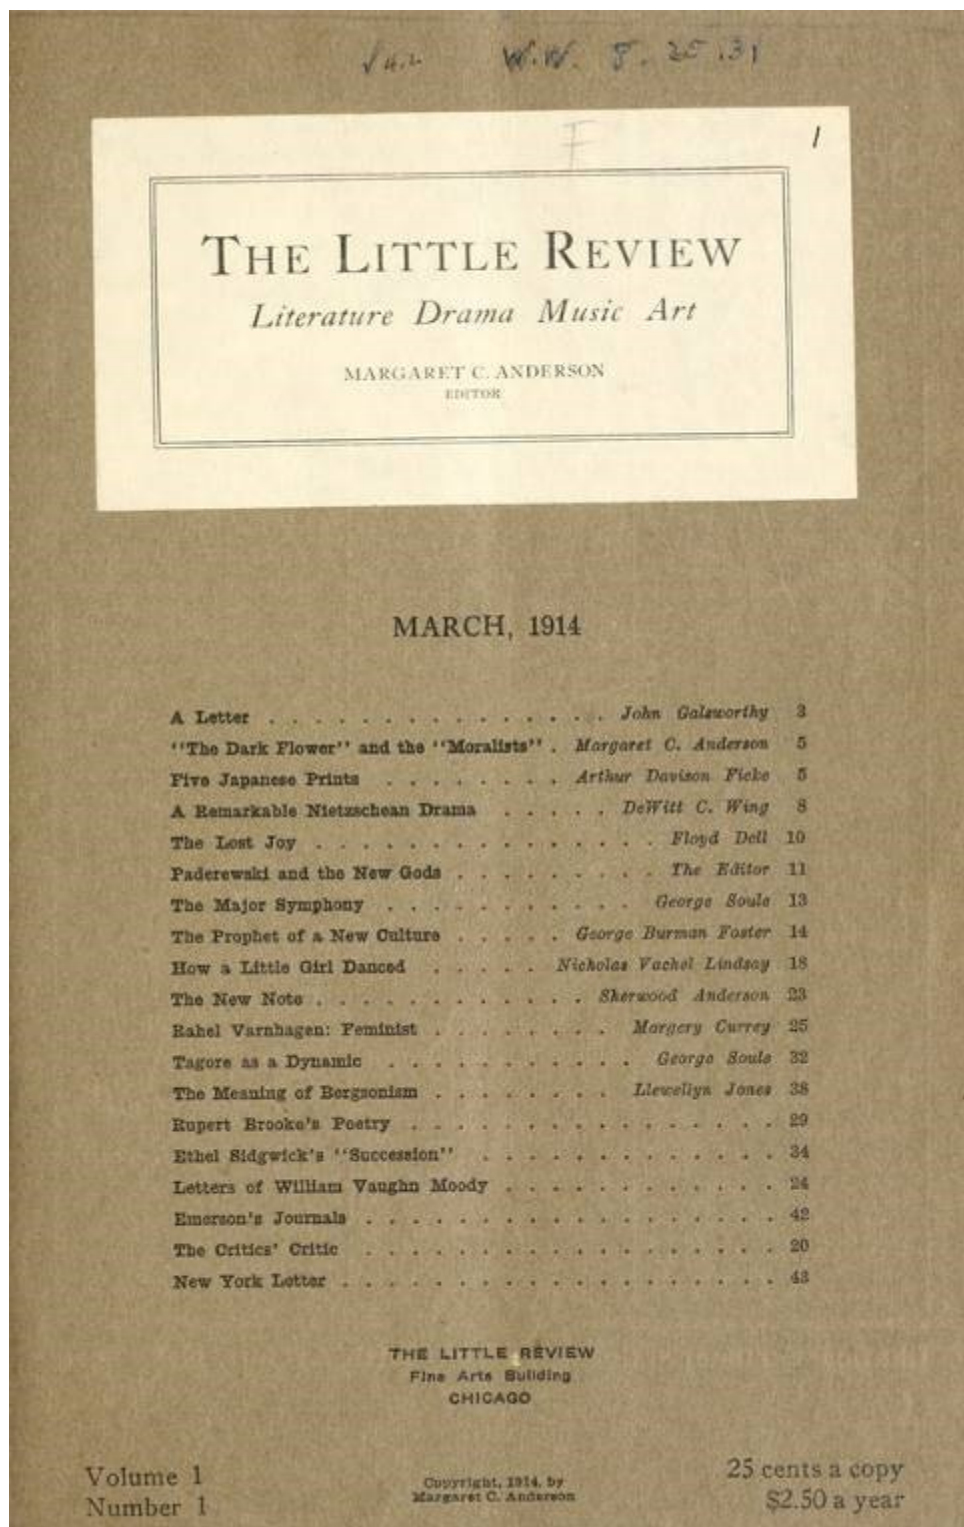 W.W. 8.25.31
1
F
THE LITTLE REVIEW
Literature Drama Music Art
MARGARET C. ANDERSON
EDITOR
MARCH, 1914
A Letter . . . . . . . . . . . . . . . John Galsworthy 3
"The Dark Flower" and the "Moralists" . Margaret C. Anderson 5
Five Japanese Prints . . . . . . . . Arthur Davison Ficke 5
A Remarkable Nietzschean Drama . . . . . DeWitt C. Wing 8
The Lost Joy . . . . . . . . . . . . . . . Floyd Dell 10
Paderewski and the New Gods . . . . . . . . . The Editor 11
The Major Symphony . . . . . . . . . . . George Soule 13
The Prophet of a New Culture . . . . . George Burman Foster 14
How a Little Girl Danced . . . . . Nicholas Vachel Lindsay 18
The New Note . . . . . . . . . . . . Sherwood Anderson 23
Rahel Varnhagen: Feminist . . . . . . . . Margery Currey 25
Tagore as a Dynamic . . . . . . . . . . . George Soule 32
The Meaning of Bergsonism . . . . . . . . Llewellyn Jones 38
Rupert Brooke's Poetry . . . . . . . . . . . . . . . . 29
Ethel Sidgwick's "Succession" . . . . . . . . . . . . . 34
Letters of William Vaughn Moody . . . . . . . . . . . . 24
Emerson's Journals . . . . . . . . . . . . . . . . . . 42
The Critics' Critic . . . . . . . . . . . . . . . . . . 20
New York Letter . . . . . . . . . . . . . . . . . . . 43
THE LITTLE REVIEW
Fine Arts Building
CHICAGO
Volume 1
Number 1
Copyright, 1914, by
Margaret C. Anderson
25 cents a copy
$2.50 a year